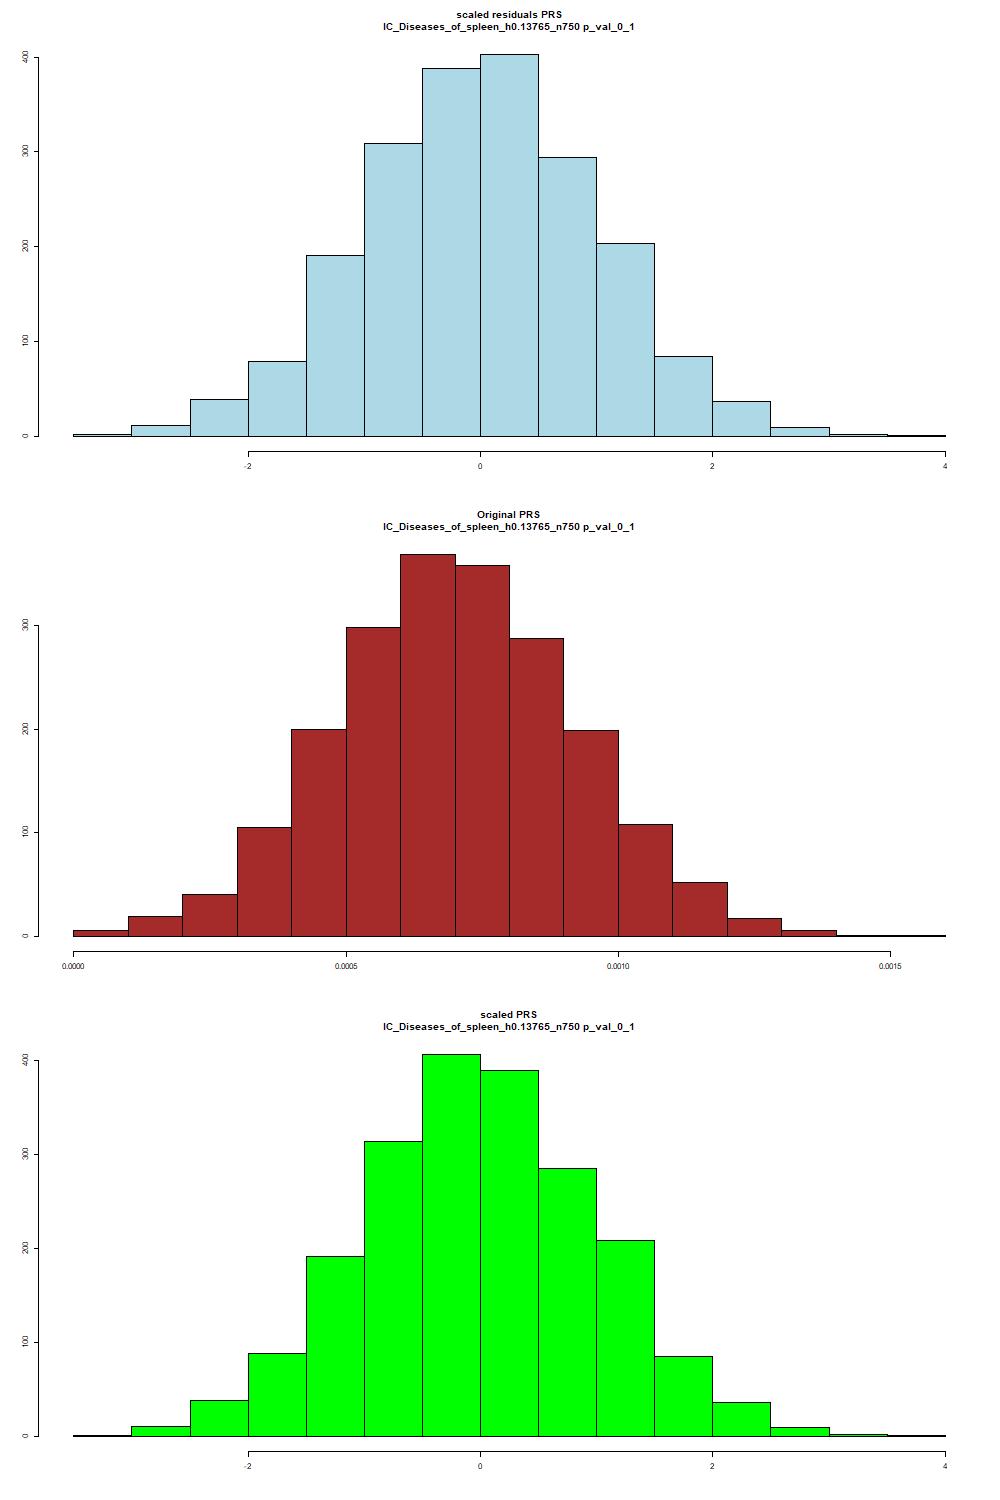 scaled residuals PRS
IC_Diseases_of_spleen_h0.13765_n750 p_val_0_1
400
300
200
100
0
-2 0 2 4
Original PRS
IC_Diseases_of_spleen_h0.13765_n750 p_val_0_1
300
200
100
0
0.0000 0.0005 0.0010 0.0015
scaled PRS
IC_Diseases_of_spleen_h0.13765_n750 p_val_0_1
400
300
200
100
0
-2 0 2 4